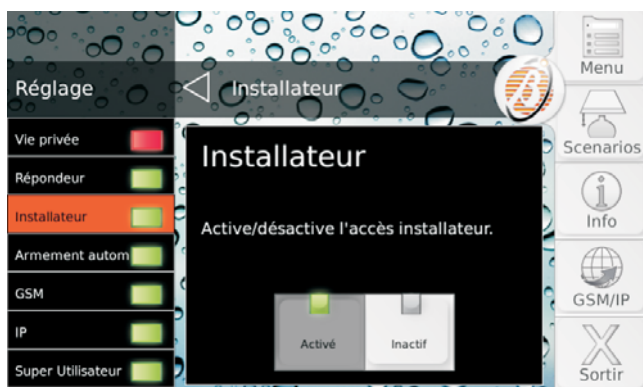 Réglage
Installateur
Vie privée
Répondeur
Installateur
Armement autom
GSM
IP
Super Utilisateur
Installateur
Active/désactive l'accès installateur.
Activé
Inactif
Menu
Scenarios
Info
GSM/IP
Sortir